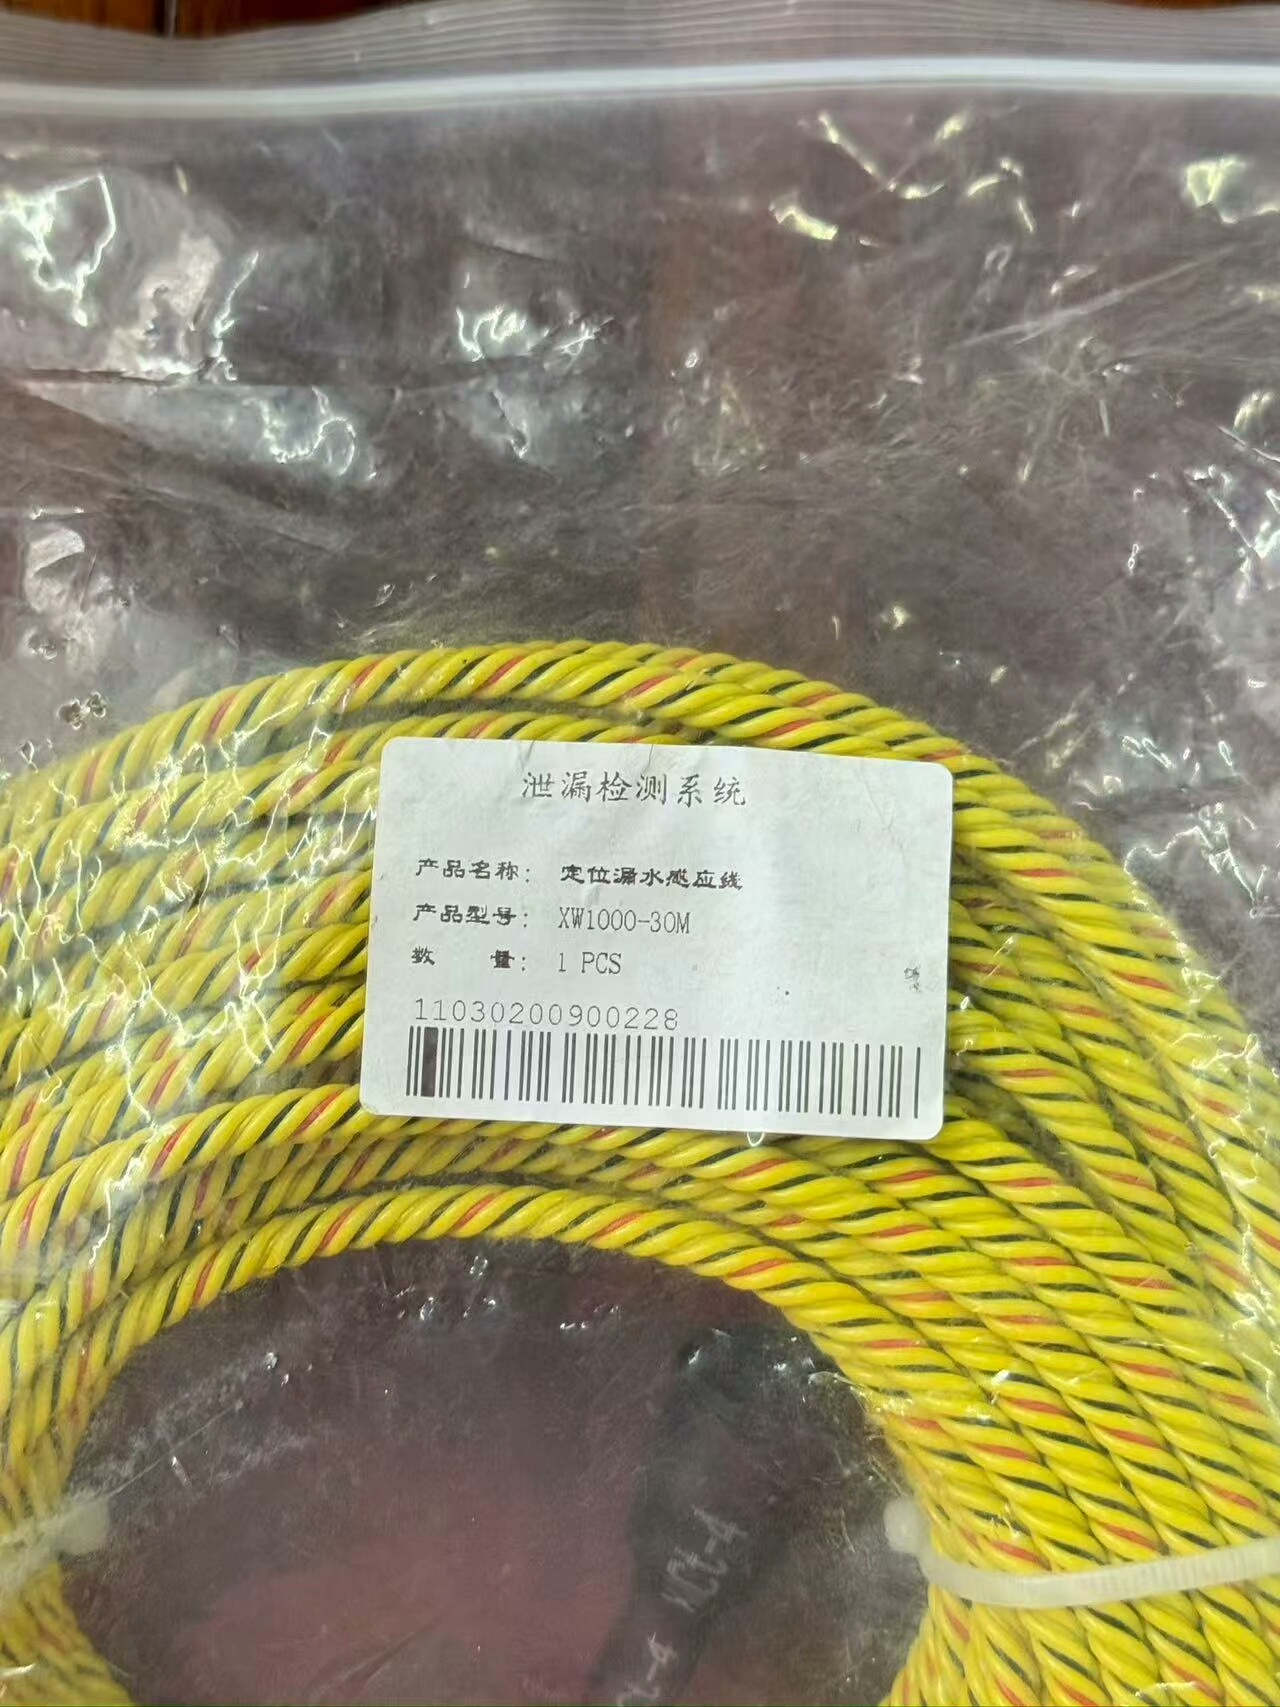 泄漏检测系统
产品名称: 定位漏水感应线
产品型号: XW1000-30M
数 量: 1 PCS
11030200900228